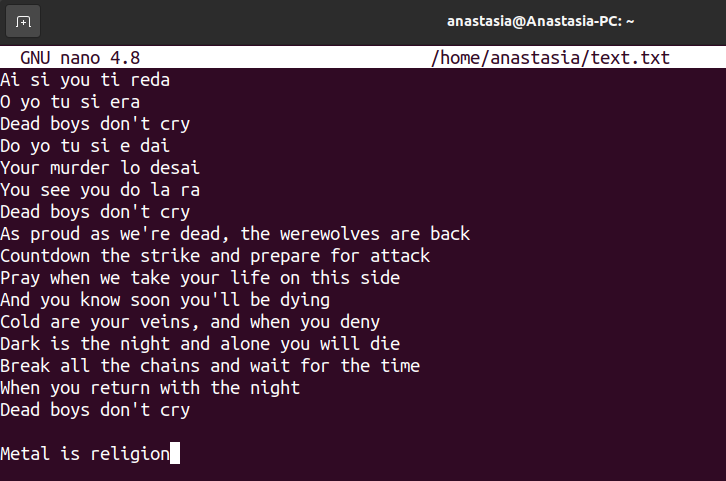 anastasia@Anastasia-PC: ~
GNU nano 4.8 /home/anastasia/text.txt
Ai si you ti reda
O yo tu si era
Dead boys don't cry
Do yo tu si e dai
Your murder lo desai
You see you do la ra
Dead boys don't cry
As proud as we're dead, the werewolves are back
Countdown the strike and prepare for attack
Pray when we take your life on this side
And you know soon you'll be dying
Cold are your veins, and when you deny
Dark is the night and alone you will die
Break all the chains and wait for the time
When you return with the night
Dead boys don't cry

Metal is religion